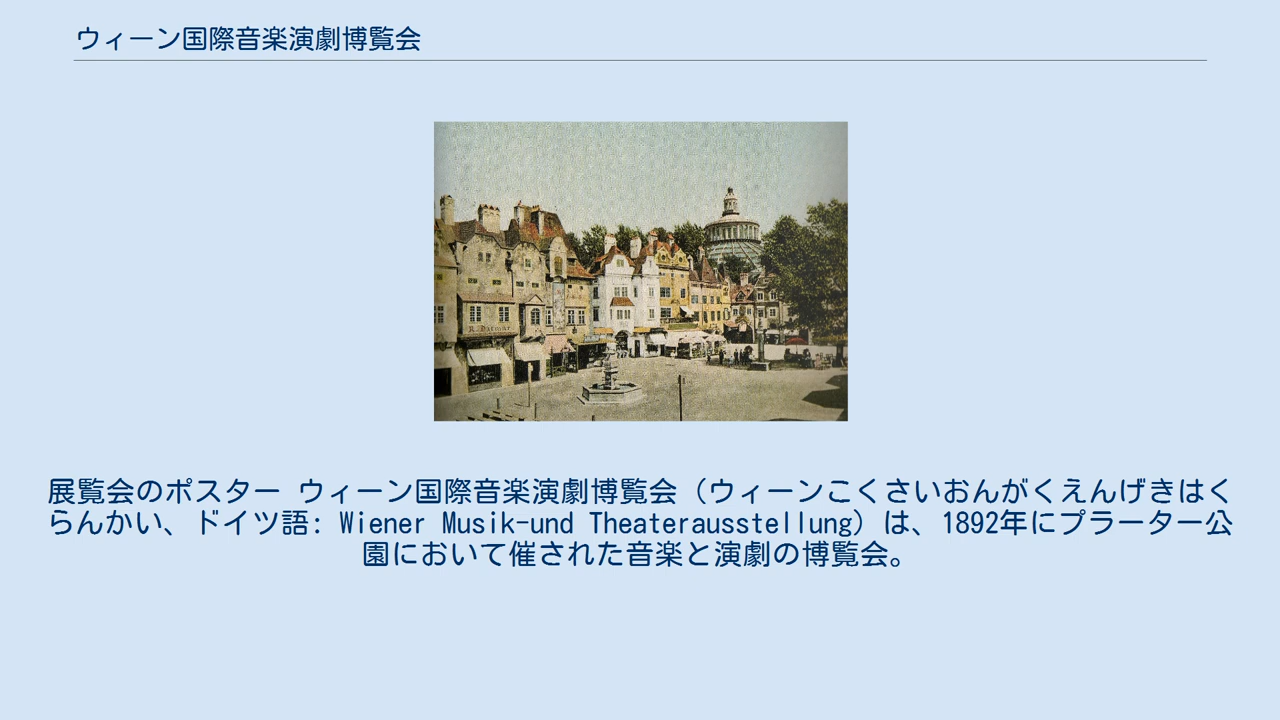 ウィーン国際音楽演劇博覧会
展覧会のポスター ウィーン国際音楽演劇博覧会（ウィーンこくさいおんがくえんげきはく
らんかい、ドイツ語: Wiener Musik-und Theaterausstellung）は、1892年にプラーター公
園において催された音楽と演劇の博覧会。